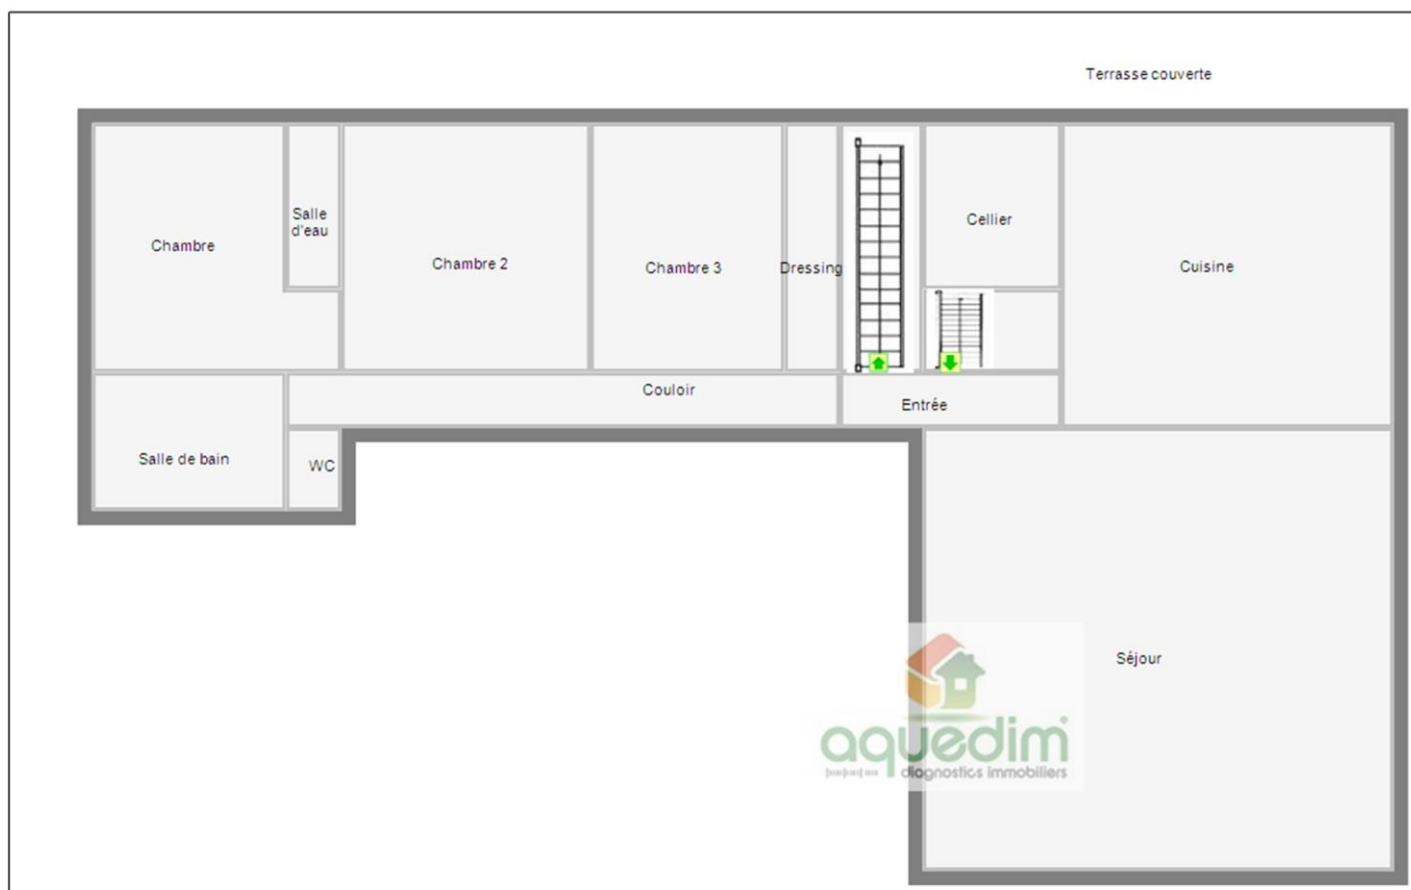 Terrasse couverte
Salle
d'eau
Cellier
Chambre
Chambre 2
Chambre 3
Dressing
Cuisine
Couloir
Entrée
Salle de bain
WC
Séjour
aquedim
diagnostics immobiliers